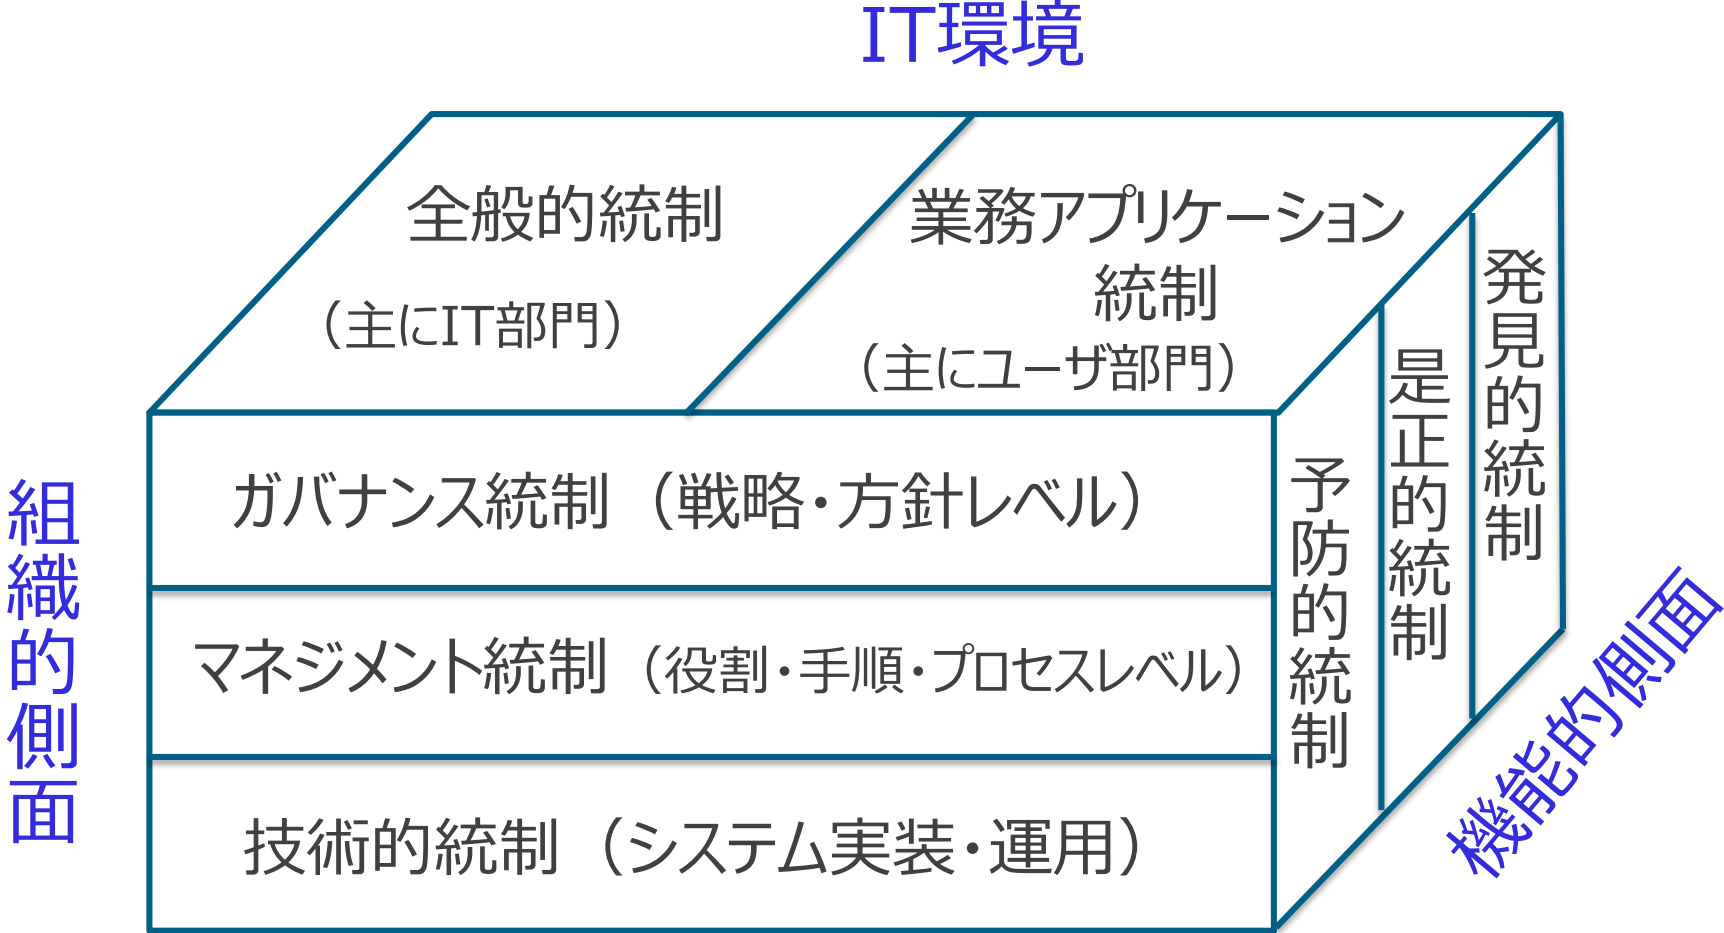 IT環境
全般的統制
（主にIT部門）
業務アプリケーション
統制
（主にユーザ部門）
組織的側面
ガバナンス統制（戦略・方針レベル）
マネジメント統制（役割・手順・プロセスレベル）
技術的統制（システム実装・運用）
予防的統制
是正的統制
発見的統制
機能的側面